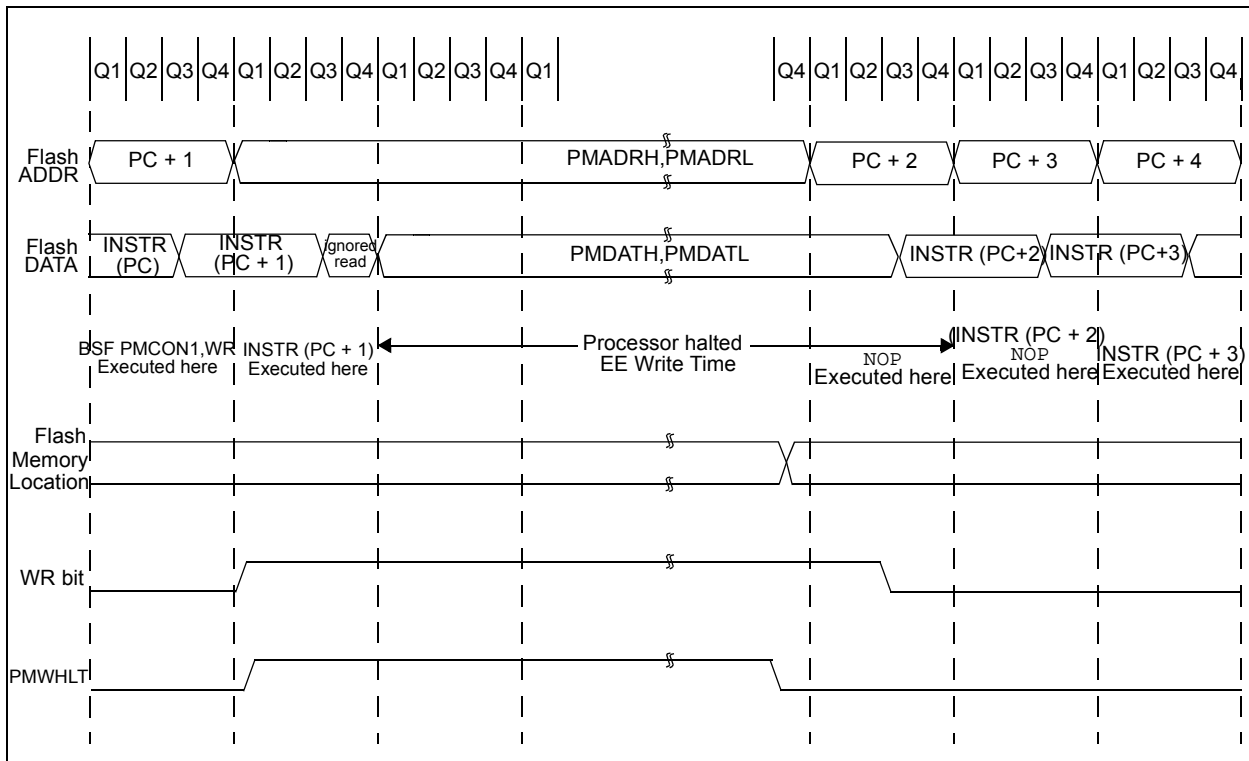 Q1 Q2 Q3 Q4 Q1 Q2 Q3 Q4 Q1 Q2 Q3 Q4 Q1 Q4 Q1 Q2 Q3 Q4 Q1 Q2 Q3 Q4 Q1 Q2 Q3 Q4
Flash
ADDR
PC + 1
PMADRH,PMADRL
PC + 2
PC + 3
PC + 4
Flash
DATA
INSTR
(PC)
INSTR
(PC + 1)
ignored
read
PMDATH,PMDATL
INSTR (PC+2)
INSTR (PC+3)
BSF PMCON1,WR
Executed here
INSTR (PC + 1)
Executed here
Processor halted
EE Write Time
NOP
Executed here
(INSTR (PC + 2)
NOP
Executed here
INSTR (PC + 3)
Executed here
Flash
Memory
Location
WR bit
PMWHLT